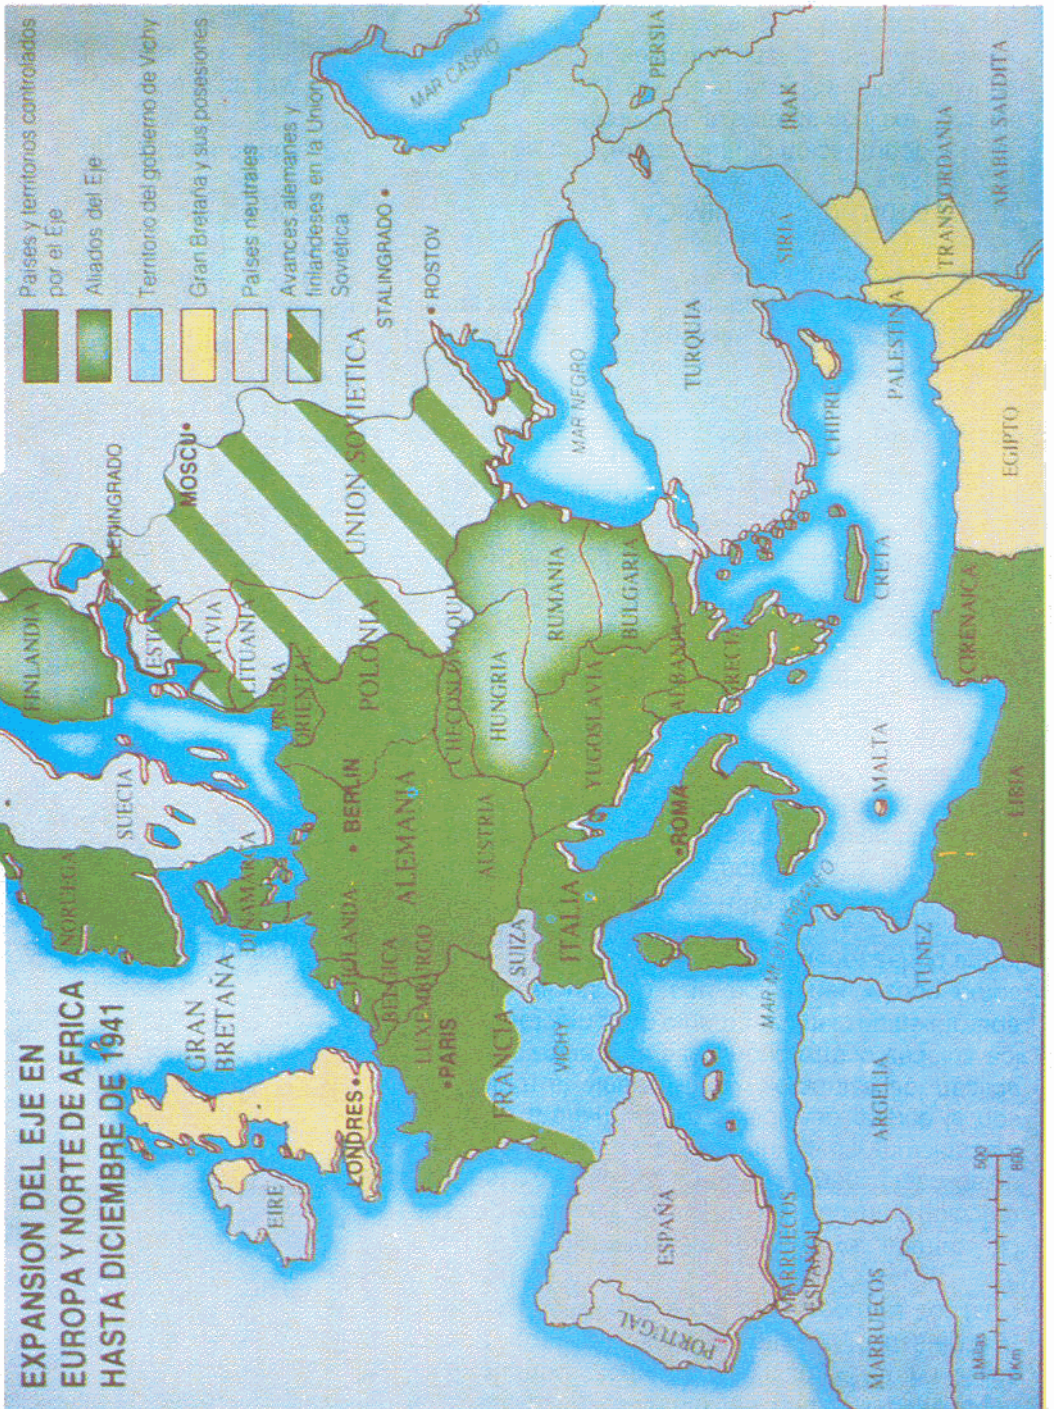 EXPANSION DEL EJE EN
EUROPA Y NORTE DE AFRICA
HASTA DICIEMBRE DE 1941
Países y territorios controlados
por el Eje
Aliados del Eje
Territorio del gobierno de Vichy
Gran Bretaña y sus posesiones
Países neutrales
Avances alemanes y
finlandeses en la Unión
Soviética
NORUEGA
SUECIA
FINLANDIA
LENINGRADO
ESTONIA
LATVIA
LITUANIA
MOSCU
DINAMARCA
GRAN
BRETAÑA
EIRE
LONDRES
HOLANDA
BELGICA
LUXEMBURGO
PARIS
FRANCIA
VICHY
SUIZA
BERLIN
ALEMANIA
AUSTRIA
PRUSIA
ORIENTAL
POLONIA
CHECOSLOVAQUIA
UNION SOVIETICA
STALINGRADO
ROSTOV
MAR CASPIO
HUNGRIA
RUMANIA
BULGARIA
YUGOSLAVIA
ALBANIA
GRECIA
ITALIA
ROMA
MAR NEGRO
TURQUIA
PERSIA
IRAK
SIRIA
TRANSJORDANIA
ARABIA SAUDITA
PALESTINA
CHIPRE
CRETA
MALTA
MAR MEDITERRANEO
PORTUGAL
ESPAÑA
MARRUECOS
ESPAÑOL
MARRUECOS
ARGELIA
TUNEZ
LIBIA
CIRENAICA
EGIPTO
0 Millas 500
0 Km 800